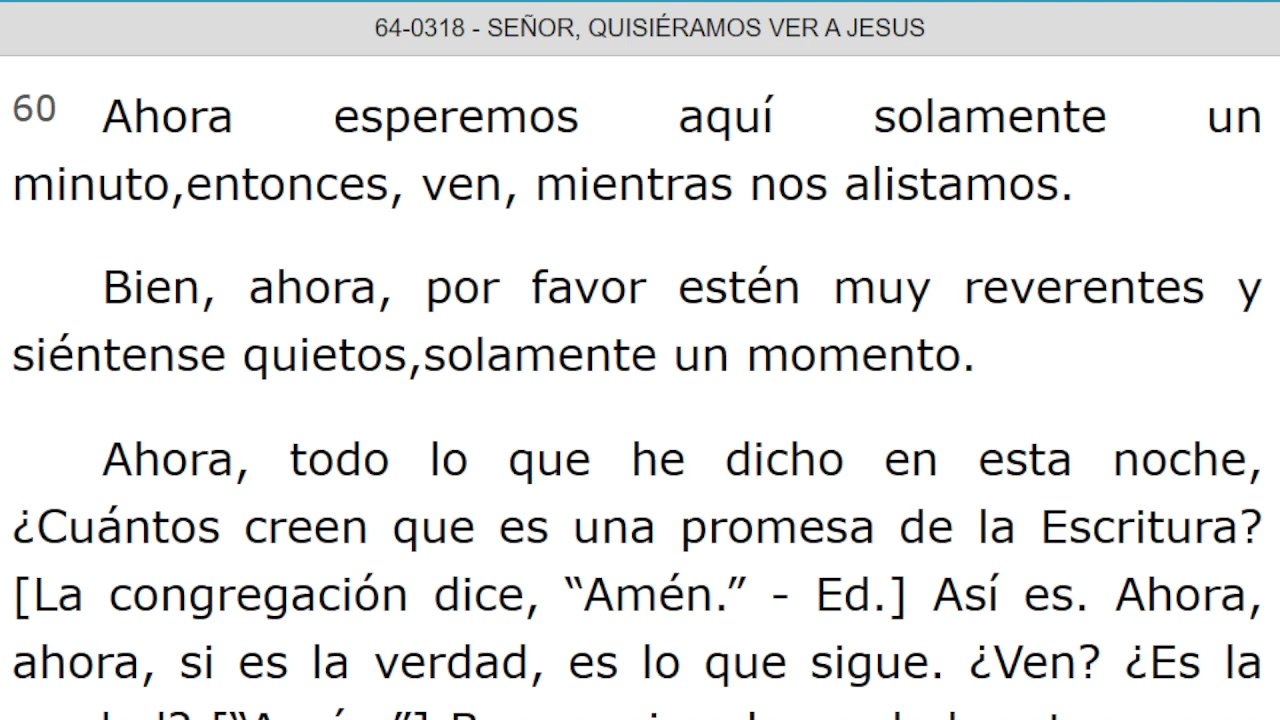 64-0318 - SEÑOR, QUISIÉRAMOS VER A JESUS
60 Ahora esperemos aquí solamente un
minuto,entonces, ven, mientras nos alistamos.
Bien, ahora, por favor estén muy reverentes y
siéntense quietos,solamente un momento.
Ahora, todo lo que he dicho en esta noche,
¿Cuántos creen que es una promesa de la Escritura?
[La congregación dice, “Amén.” - Ed.] Así es. Ahora,
ahora, si es la verdad, es lo que sigue. ¿Ven? ¿Es la